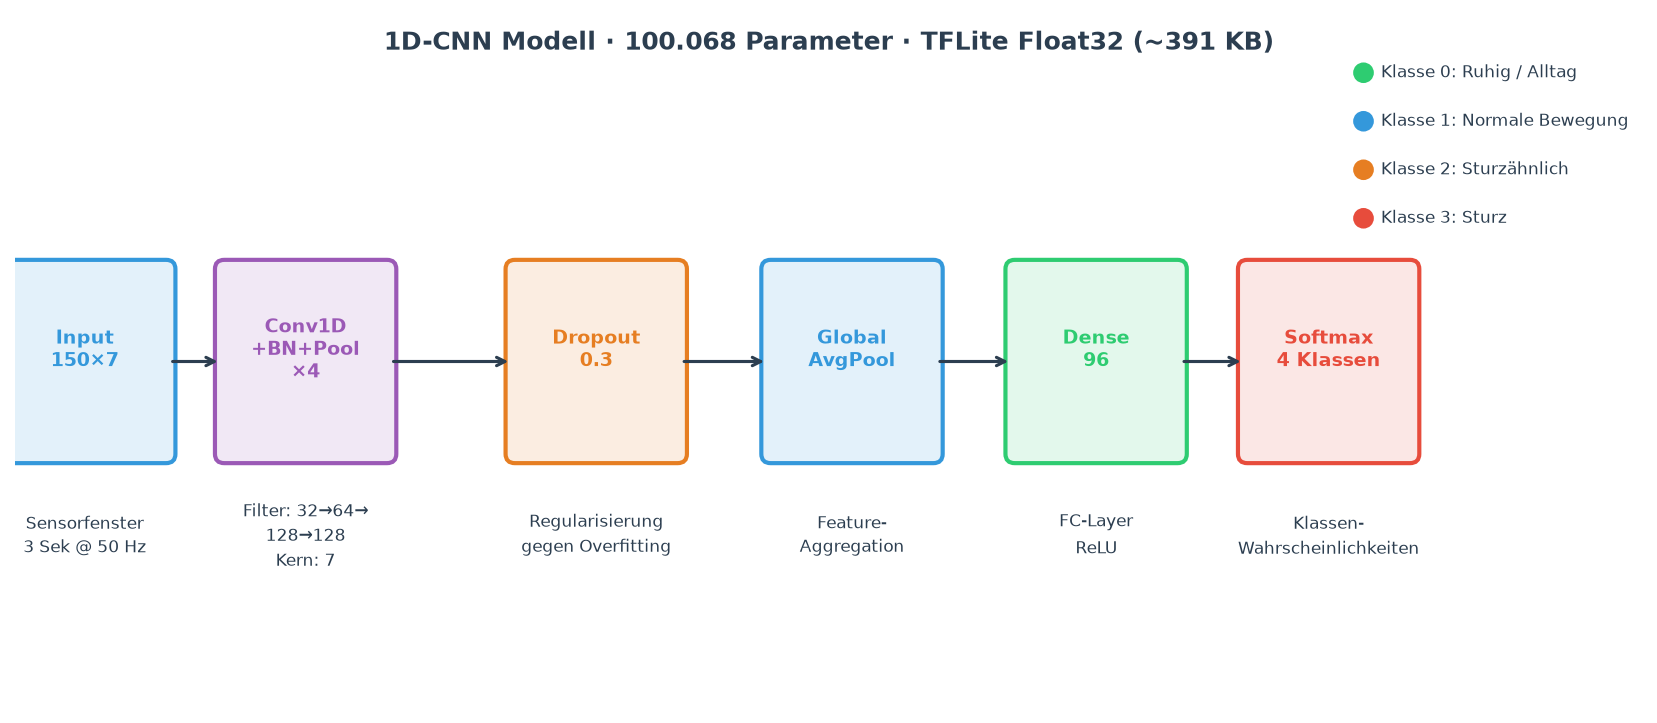 1D-CNN Modell · 100.068 Parameter · TFLite Float32 (~391 KB)
Klasse 0: Ruhig / Alltag
Klasse 1: Normale Bewegung
Klasse 2: Sturzähnlich
Klasse 3: Sturz
Input
150×7
Conv1D
+BN+Pool
×4
Dropout
0.3
Global
AvgPool
Dense
96
Softmax
4 Klassen
Sensorfenster
3 Sek @ 50 Hz
Filter: 32→64→
128→128
Kern: 7
Regularisierung
gegen Overfitting
Feature-
Aggregation
FC-Layer
ReLU
Klassen-
Wahrscheinlichkeiten